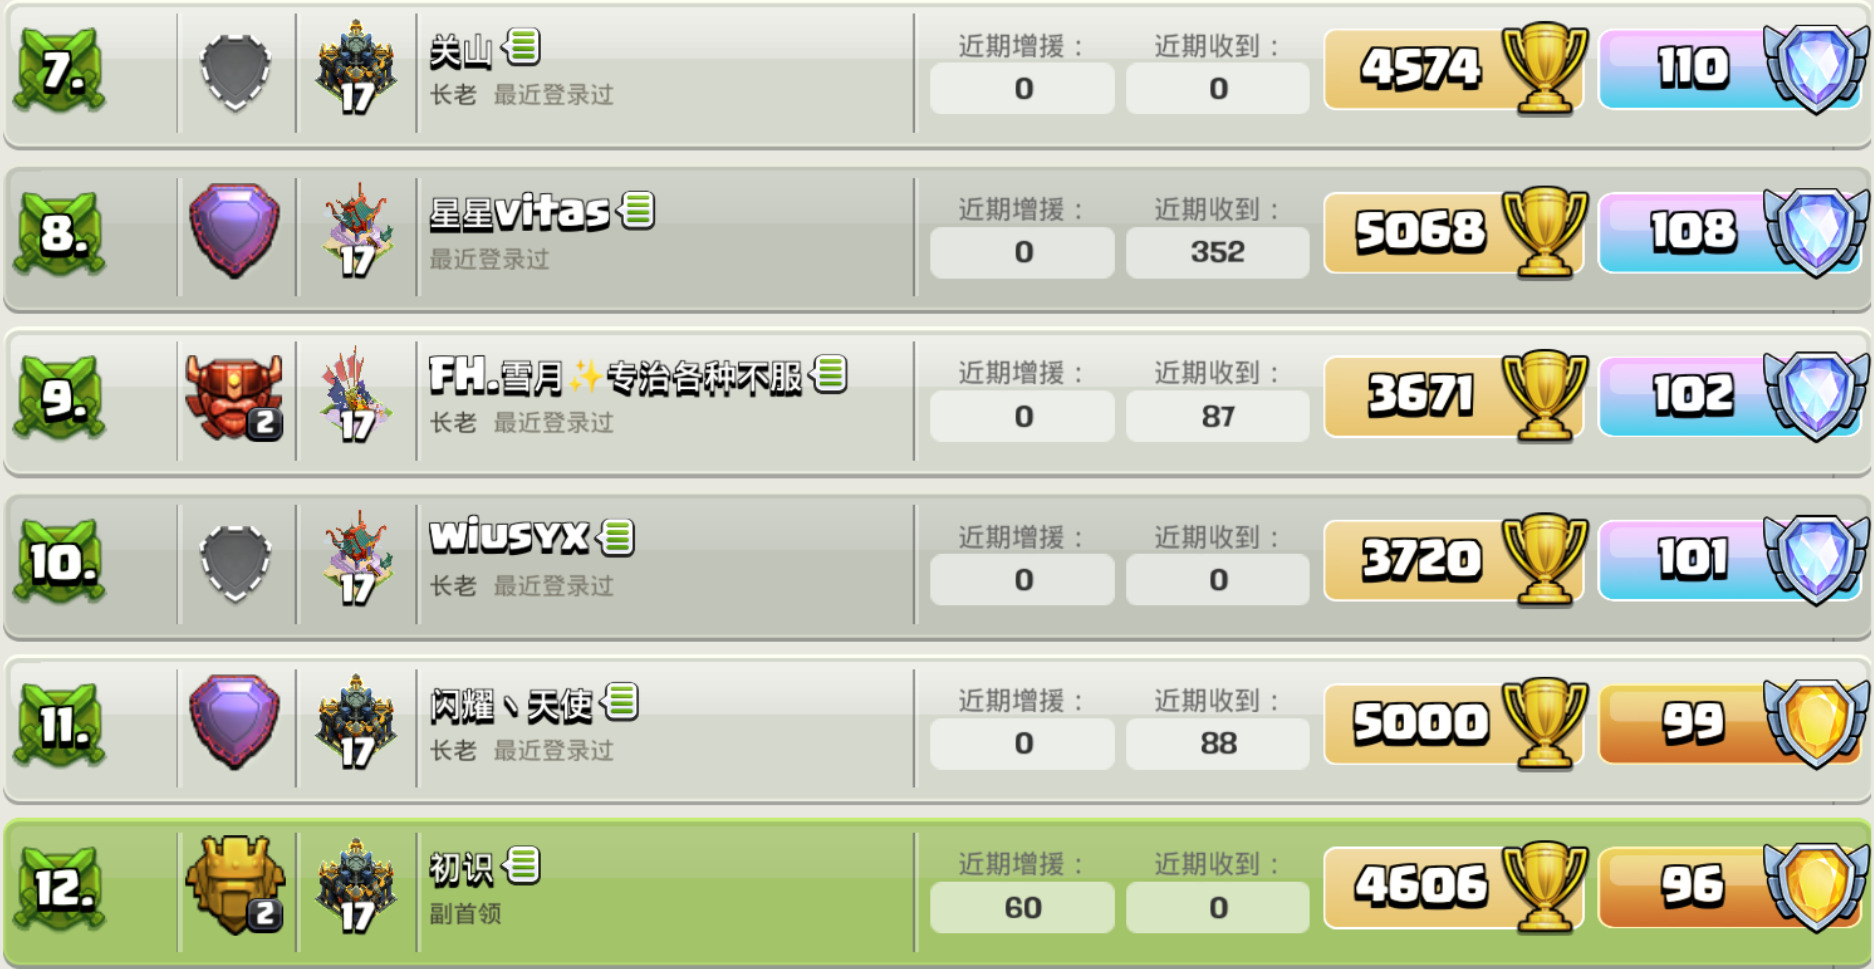 7.
17
关山
长老 最近登录过
近期增援： 近期收到：
0 0
4574
110
8.
17
星星vitas
最近登录过
近期增援： 近期收到：
0 352
5068
108
9.
2
17
FH.雪月✨专治各种不服
长老 最近登录过
近期增援： 近期收到：
0 87
3671
102
10.
17
wiusyx
长老 最近登录过
近期增援： 近期收到：
0 0
3720
101
11.
17
闪耀丶天使
长老 最近登录过
近期增援： 近期收到：
0 88
5000
99
12.
2
17
初识
副首领
近期增援： 近期收到：
60 0
4606
96